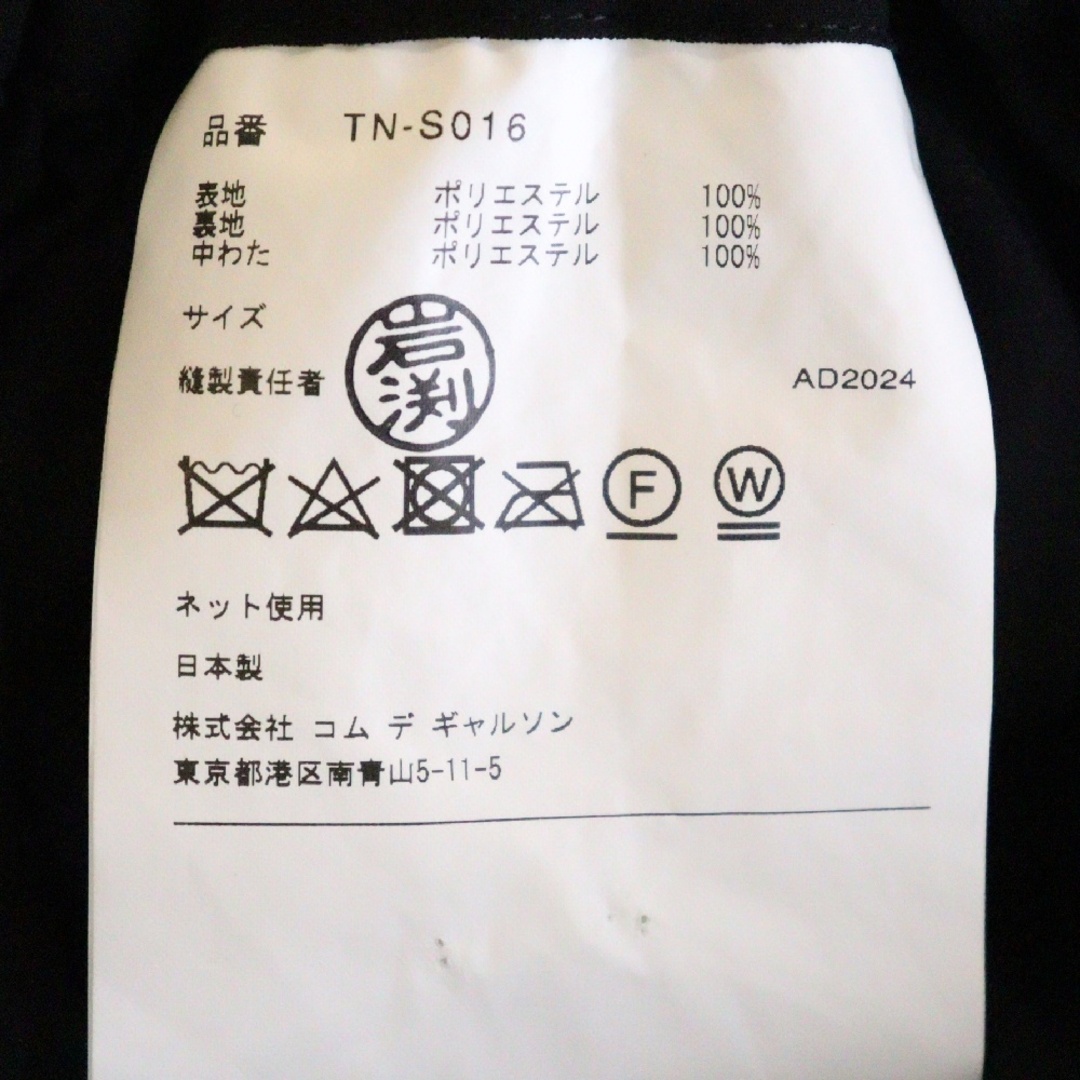 品番 TN-S016
表地 ポリエステル 100%
裏地 ポリエステル 100%
中わた ポリエステル 100%
サイズ
縫製責任者 岩渕 AD2024
F W
ネット使用
日本製
株式会社 コム デ ギャルソン
東京都港区南青山5-11-5